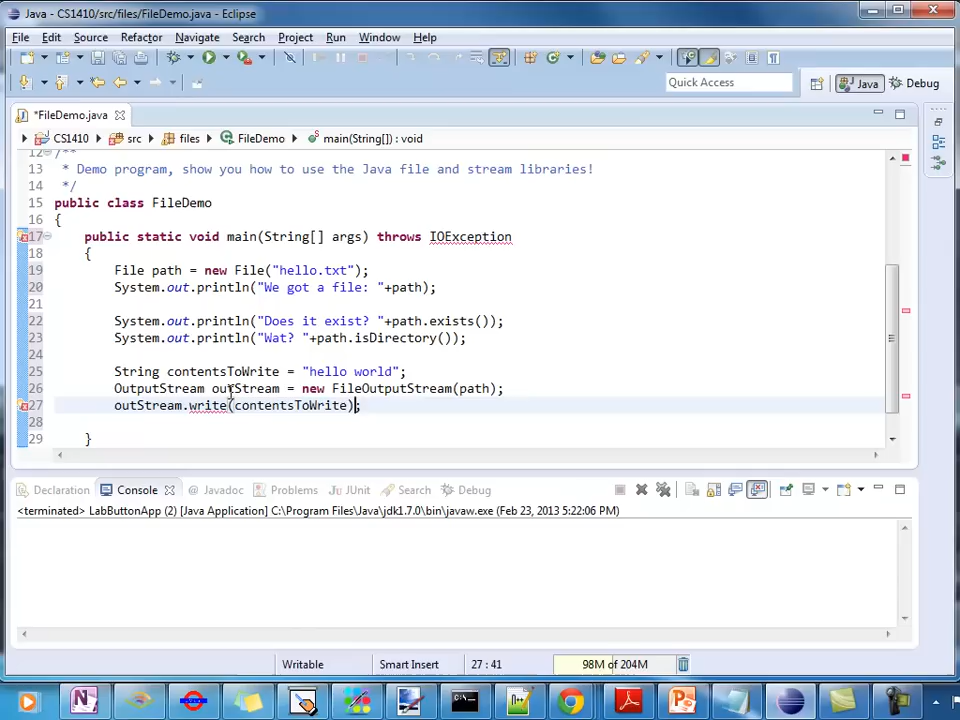 Java - CS1410/src/files/FileDemo.java - Eclipse
File Edit Source Refactor Navigate Search Project Run Window Help
Quick Access Java Debug
*FileDemo.java
CS1410 src files FileDemo main(String[]) : void
12 /**
13 * Demo program, show you how to use the Java file and stream libraries!
14 */
15 public class FileDemo
16 {
17 public static void main(String[] args) throws IOException
18 {
19 File path = new File("hello.txt");
20 System.out.println("We got a file: "+path);
21
22 System.out.println("Does it exist? "+path.exists());
23 System.out.println("Wat? "+path.isDirectory());
24
25 String contentsToWrite = "hello world";
26 OutputStream outStream = new FileOutputStream(path);
27 outStream.write(contentsToWrite);
28
29 }
Declaration Console @ Javadoc Problems JUnit Search Debug
<terminated> LabButtonApp (2) [Java Application] C:\Program Files\Java\jdk1.7.0\bin\javaw.exe (Feb 23, 2013 5:22:06 PM)
Writable Smart Insert 27 : 41 98M of 204M